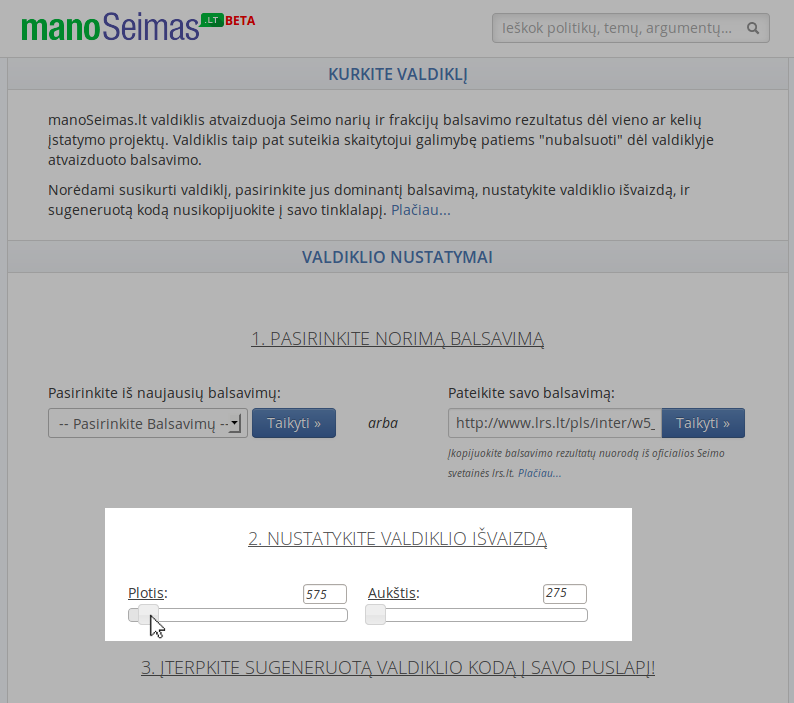 manoSeimas .LT BETA
Ieškok politikų, temų, argumentų...
KURKITE VALDIKLĮ
manoSeimas.lt valdiklis atvaizduoja Seimo narių ir frakcijų balsavimo rezultatus dėl vieno ar kelių
įstatymo projektų. Valdiklis taip pat suteikia skaitytojui galimybę patiems "nubalsuoti" dėl valdiklyje
atvaizduoto balsavimo.
Norėdami susikurti valdiklį, pasirinkite jus dominantį balsavimą, nustatykite valdiklio išvaizdą, ir
sugeneruotą kodą nusikopijuokite į savo tinklalapį. Plačiau...
VALDIKLIO NUSTATYMAI
1. PASIRINKITE NORIMĄ BALSAVIMĄ
Pasirinkite iš naujausių balsavimų:
-- Pasirinkite Balsavimų -- Taikyti »
arba
Pateikite savo balsavimą:
http://www.lrs.lt/pls/inter/w5_ Taikyti »
Įkopijuokite balsavimo rezultatų nuorodą iš oficialios Seimo
svetainės lrs.lt. Plačiau...
2. NUSTATYKITE VALDIKLIO IŠVAIZDĄ
Plotis: 575
Aukštis: 275
3. ĮTERPKITE SUGENERUOTĄ VALDIKLIO KODĄ Į SAVO PUSLAPĮ!